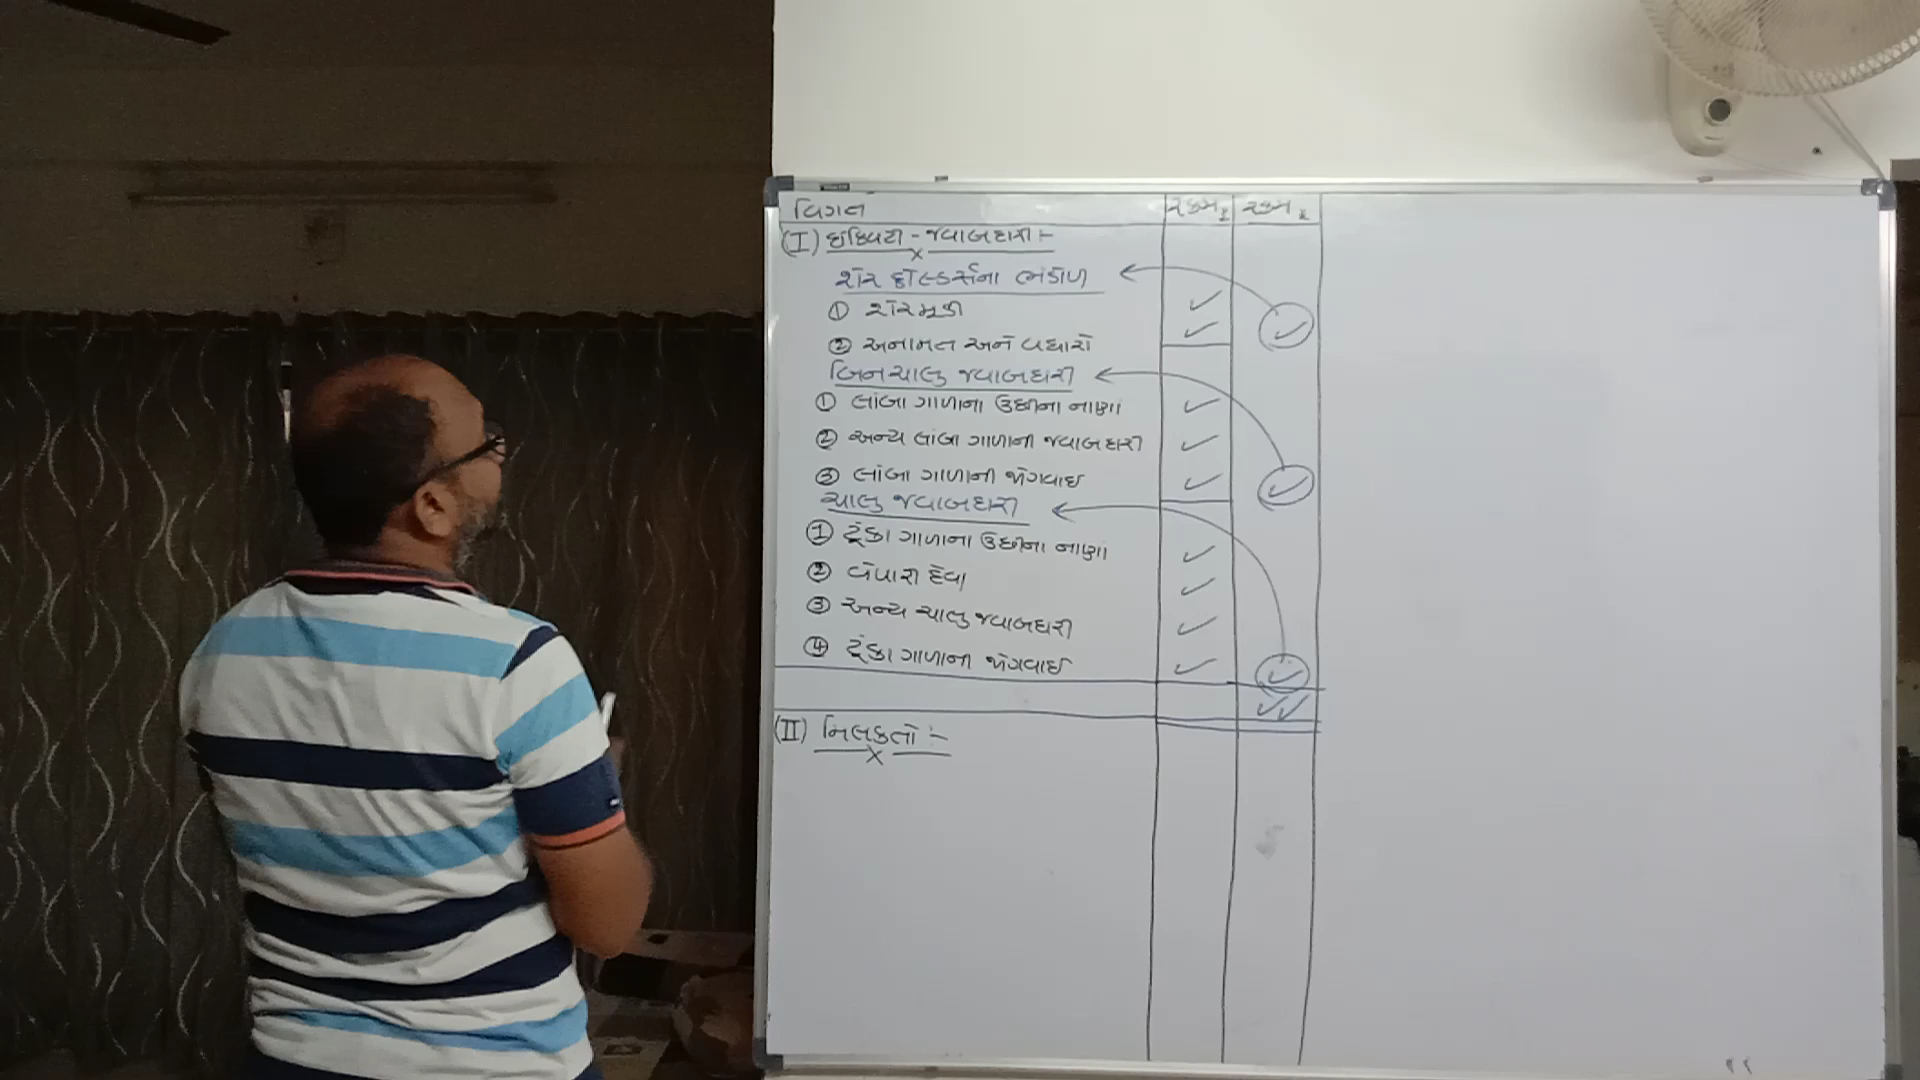 વિગત રકમ ₹ રકમ ₹
(I) ઇક્વિટી - જવાબદારી :-
શેર હોલ્ડર્સના ભંડોળ
① શેરમૂડી
② અનામત અને વધારો
બિનચાલુ જવાબદારી
① લાંબા ગાળાના ઉછીના નાણાં
② અન્ય લાંબા ગાળાની જવાબદારી
③ લાંબા ગાળાની જોગવાઈ
ચાલુ જવાબદારી
① ટૂંકા ગાળાના ઉછીના નાણાં
② વેપારી દેવા
③ અન્ય ચાલુ જવાબદારી
④ ટૂંકા ગાળાની જોગવાઈ
(II) મિલકતો :-